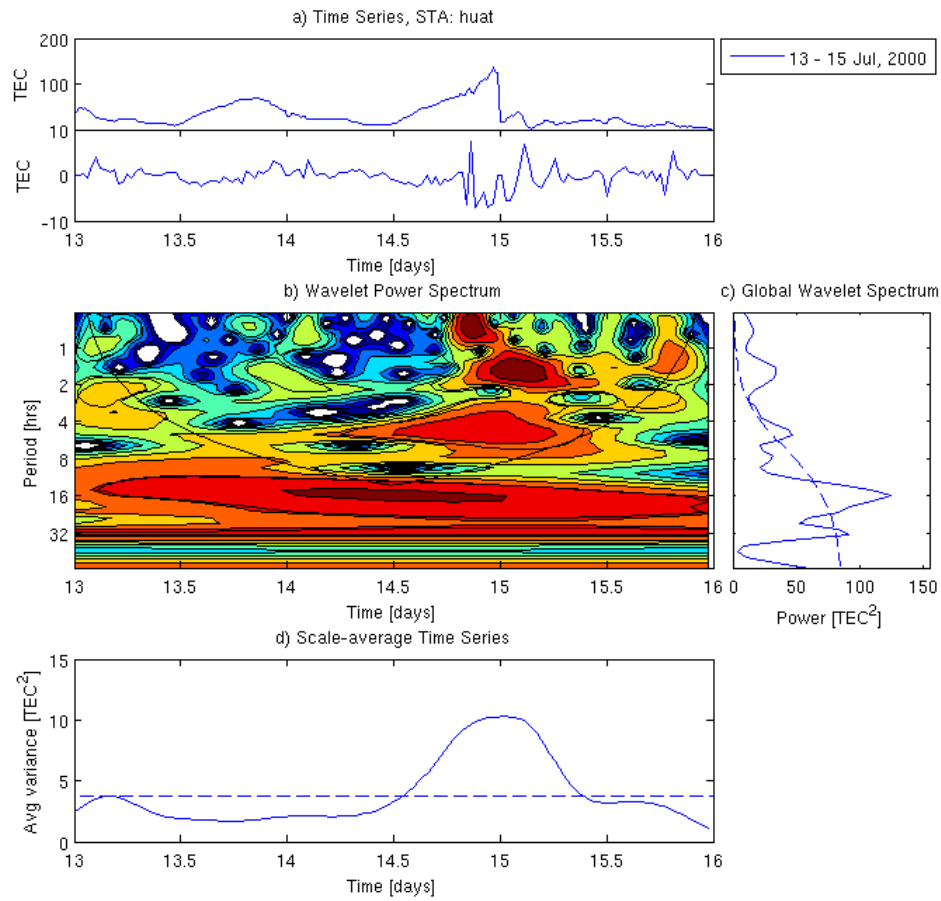 a) Time Series, STA: huat
200
100
10
TEC
13 - 15 Jul, 2000
0
-10
TEC
13 13.5 14 14.5 15 15.5 16
Time [days]
b) Wavelet Power Spectrum
1
2
4
8
16
32
Period [hrs]
13 13.5 14 14.5 15 15.5 16
Time [days]
c) Global Wavelet Spectrum
0 50 100 150
Power [TEC2]
d) Scale-average Time Series
15
10
5
0
Avg variance [TEC2]
13 13.5 14 14.5 15 15.5 16
Time [days]